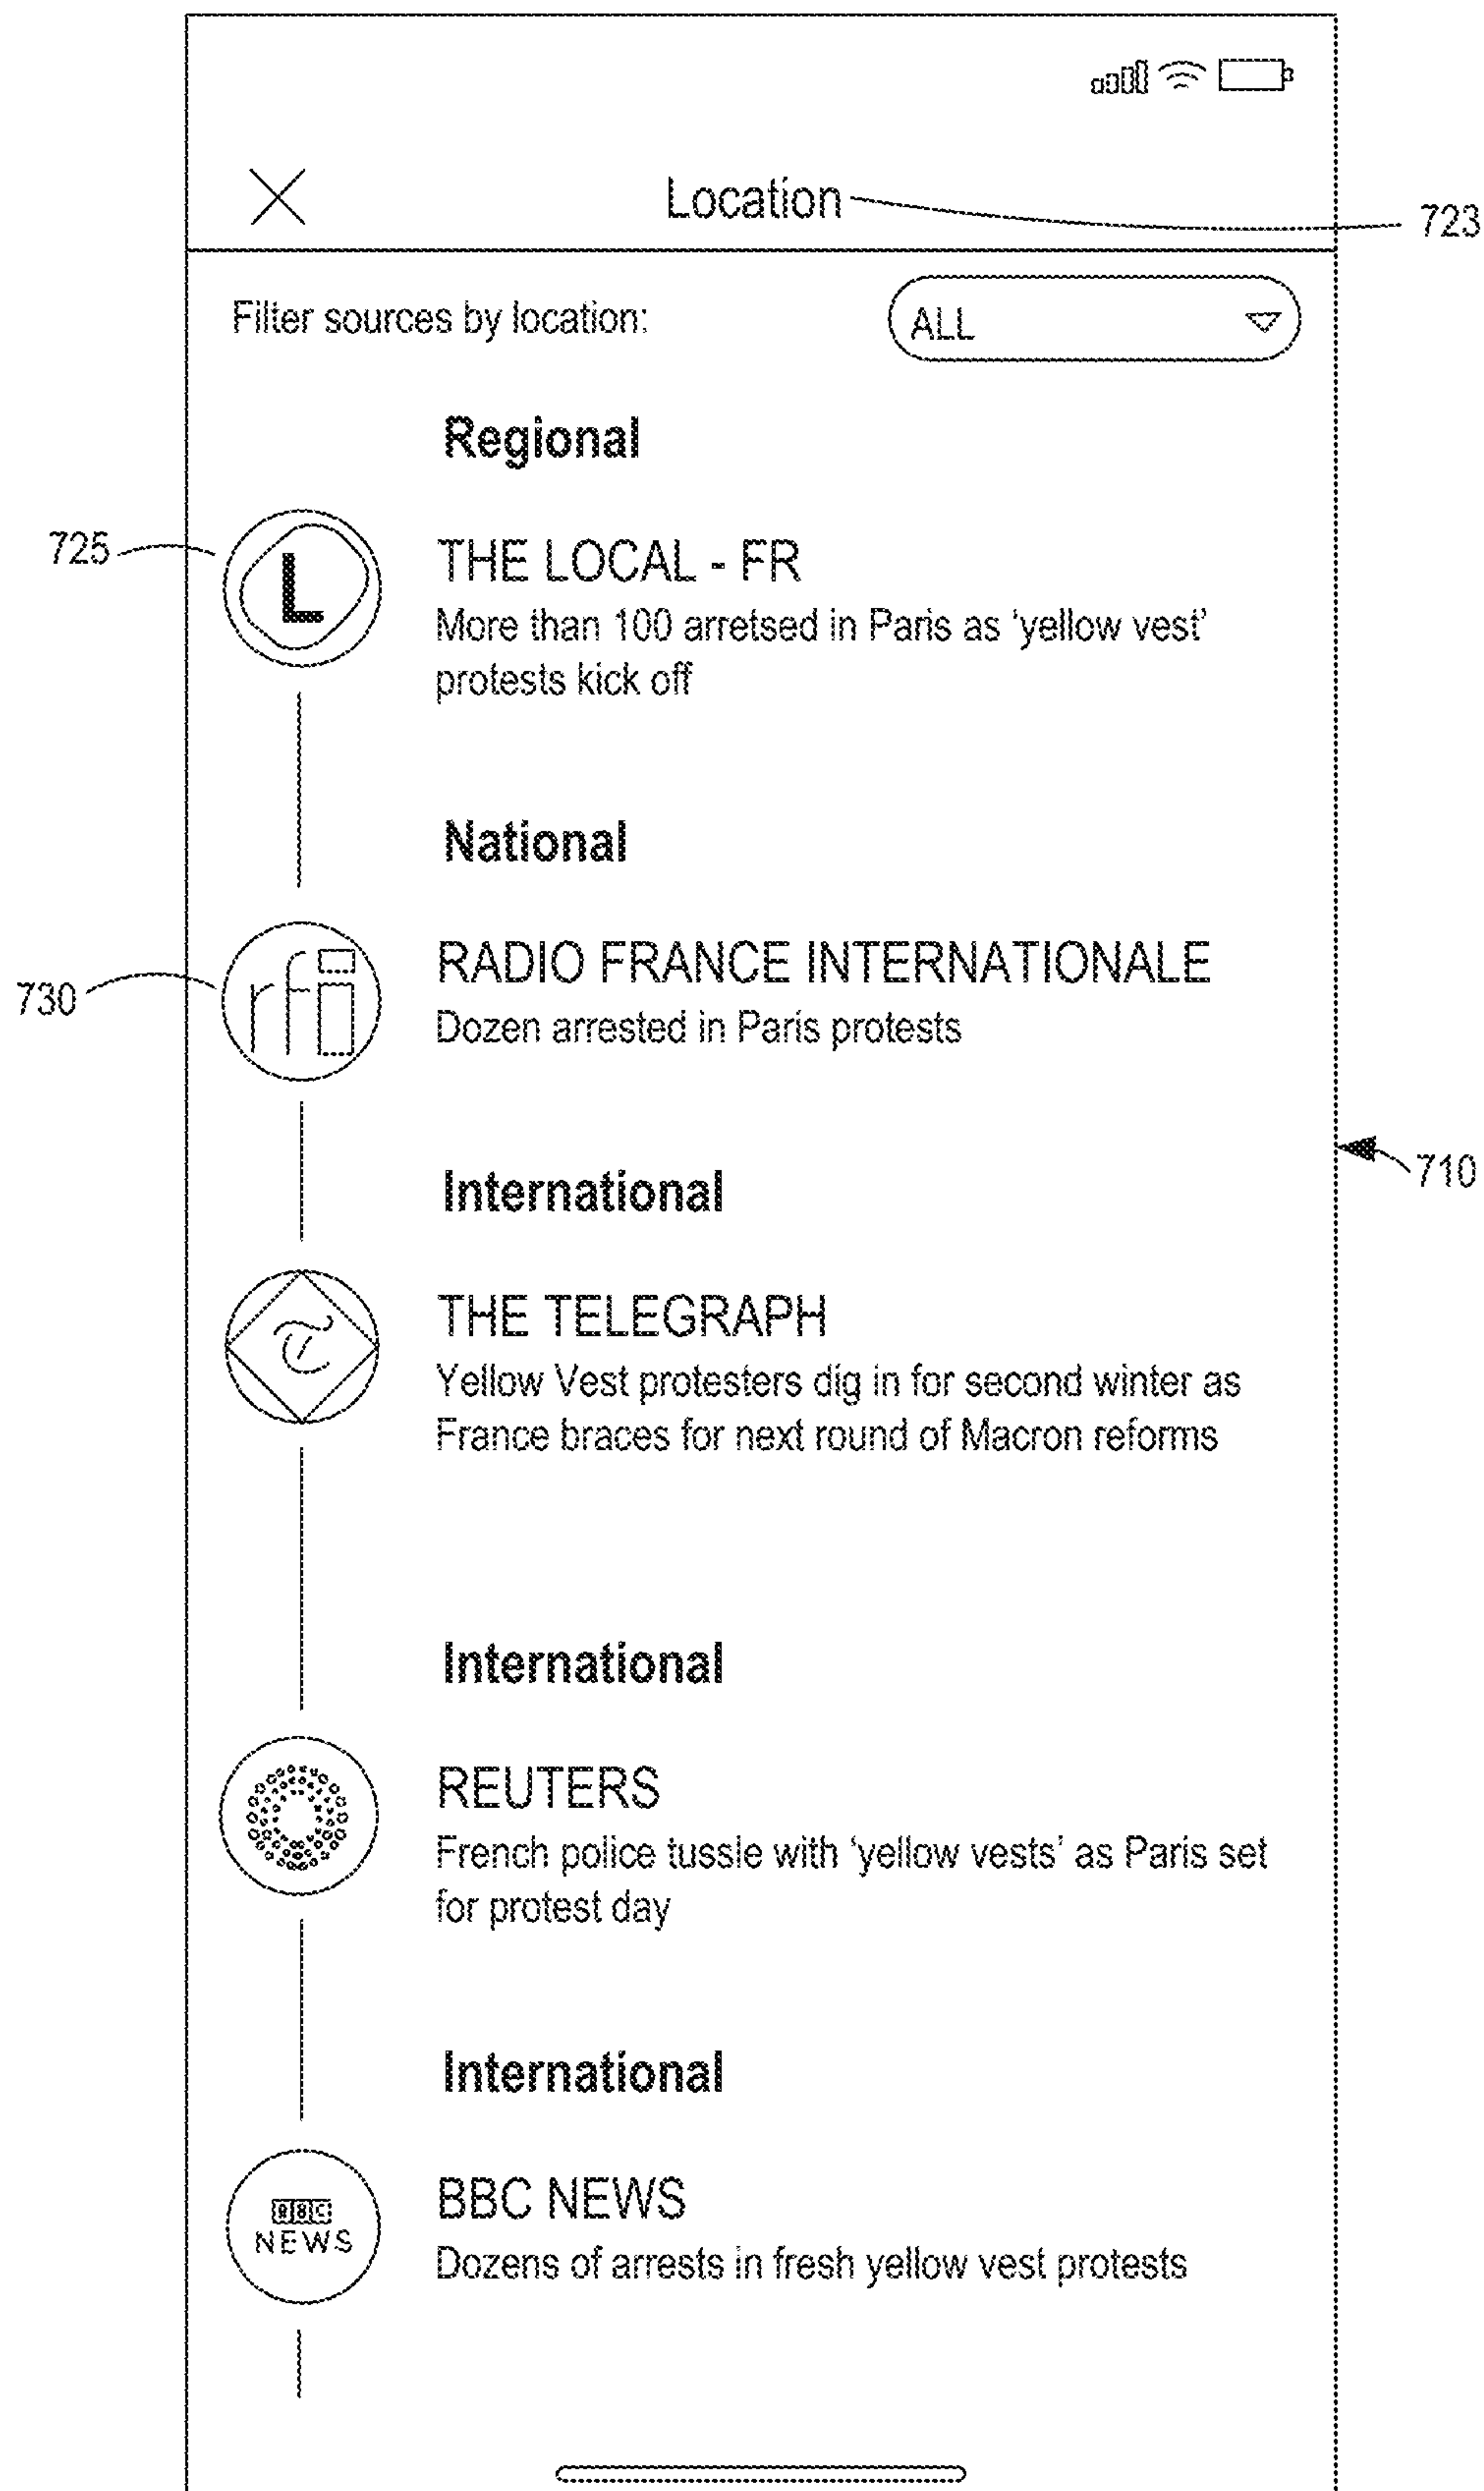 Location
723
Filter sources by location:
ALL
Regional
725
L
THE LOCAL - FR
More than 100 arretsed in Paris as ‘yellow vest’
protests kick off
National
730
rfi
RADIO FRANCE INTERNATIONALE
Dozen arrested in Paris protests
International
710
T
THE TELEGRAPH
Yellow Vest protesters dig in for second winter as
France braces for next round of Macron reforms
International
REUTERS
French police tussle with ‘yellow vests’ as Paris set
for protest day
International
BBC
NEWS
BBC NEWS
Dozens of arrests in fresh yellow vest protests